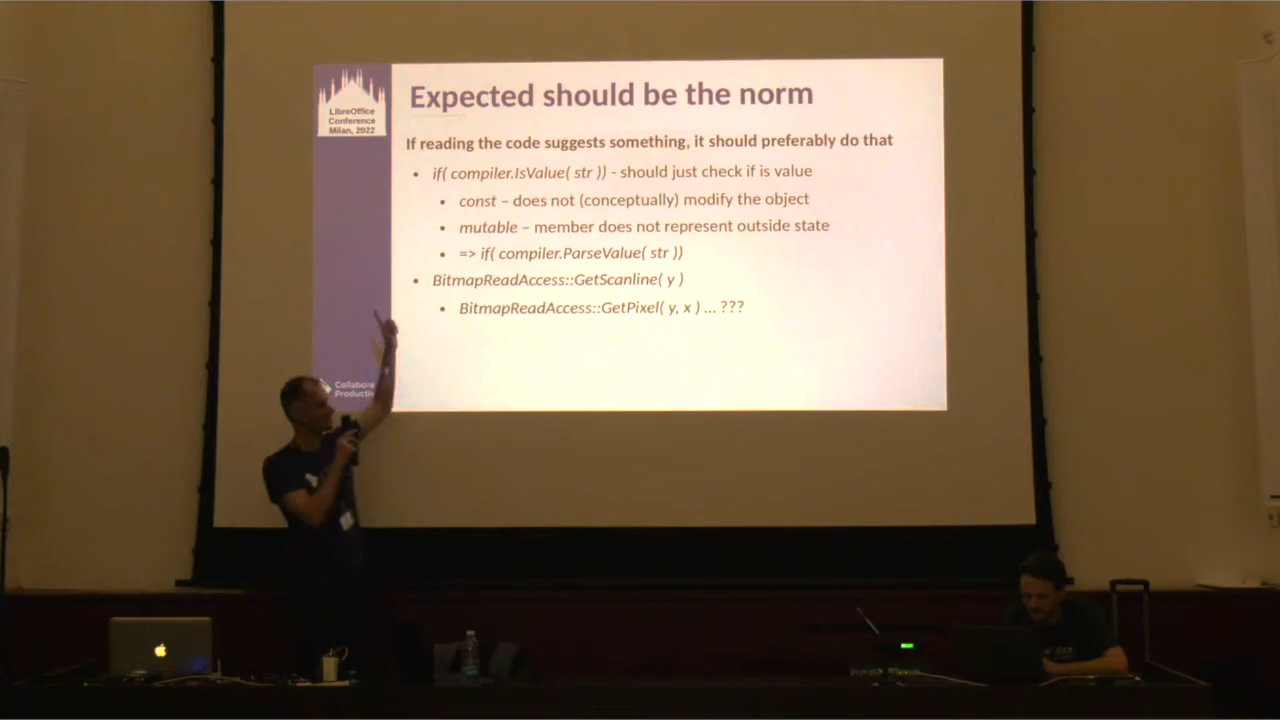 LibreOffice
Conference
Milan, 2022
Expected should be the norm
If reading the code suggests something, it should preferably do that
• if( compiler.IsValue( str )) - should just check if is value
• const – does not (conceptually) modify the object
• mutable – member does not represent outside state
• => if( compiler.ParseValue( str ))
• BitmapReadAccess::GetScanline( y )
• BitmapReadAccess::GetPixel( y, x ) ... ???